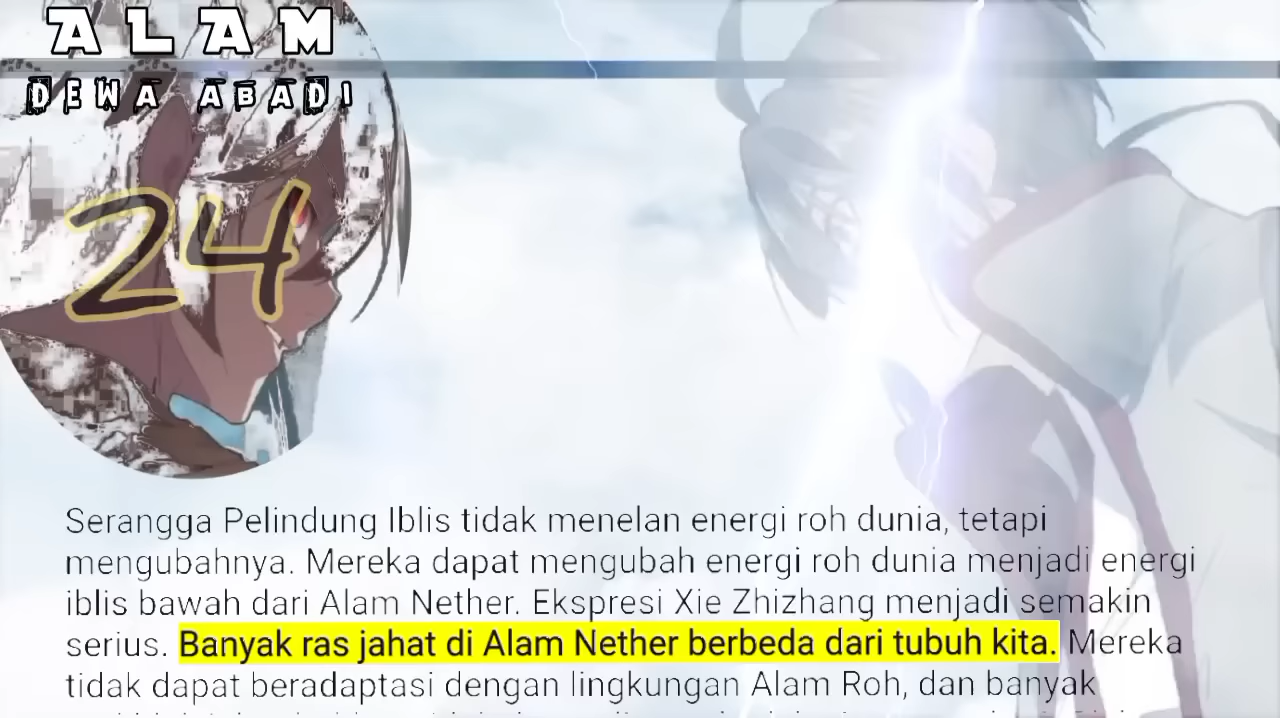 ALAM
DEWA ABADI
24
Serangga Pelindung Iblis tidak menelan energi roh dunia, tetapi
mengubahnya. Mereka dapat mengubah energi roh dunia menjadi energi
iblis bawah dari Alam Nether. Ekspresi Xie Zhizhang menjadi semakin
serius. Banyak ras jahat di Alam Nether berbeda dari tubuh kita. Mereka
tidak dapat beradaptasi dengan lingkungan Alam Roh, dan banyak